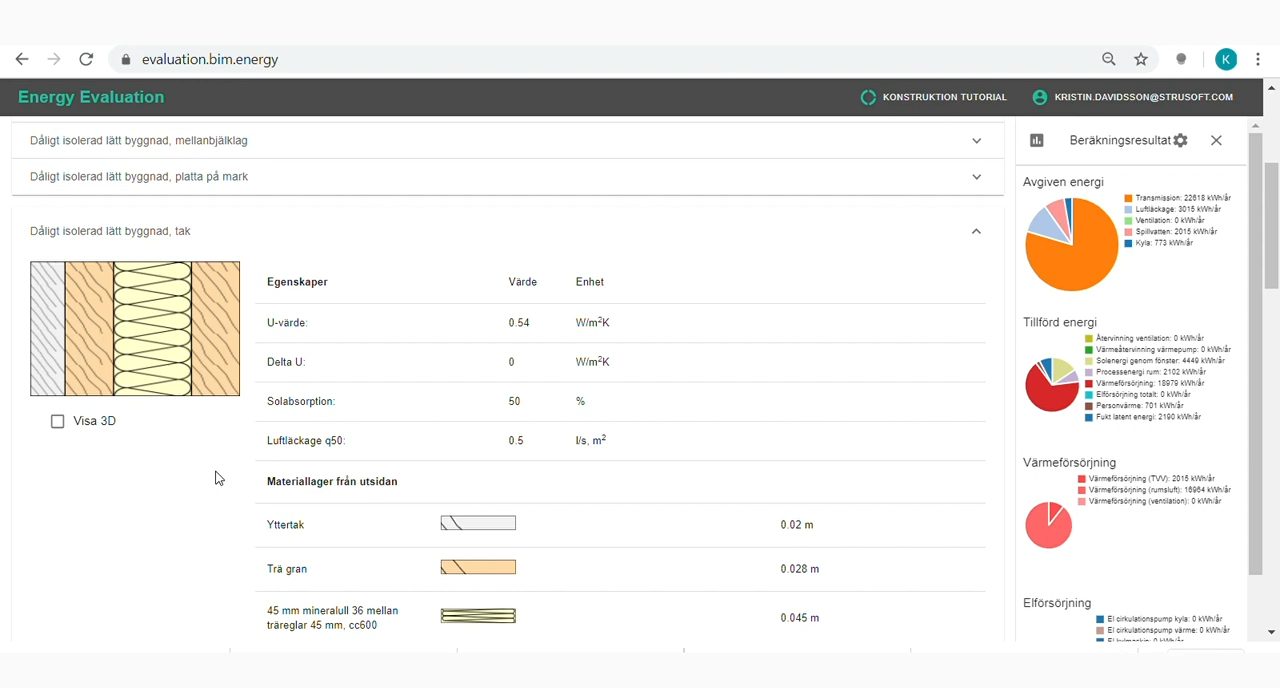 evaluation.bim.energy
K
Energy Evaluation
KONSTRUKTION TUTORIAL
KRISTIN.DAVIDSSON@STRUSOFT.COM
Dåligt isolerad lätt byggnad, mellanbjälklag
Dåligt isolerad lätt byggnad, platta på mark
Dåligt isolerad lätt byggnad, tak
Visa 3D
Egenskaper Värde Enhet
U-värde: 0.54 W/m²K
Delta U: 0 W/m²K
Solabsorption: 50 %
Luftläckage q50: 0.5 l/s, m²
Materiallager från utsidan
Yttertak 0.02 m
Trä gran 0.028 m
45 mm mineralull 36 mellan
träreglar 45 mm, cc600
0.045 m
Beräkningsresultat
Avgiven energi
Transmission: 22618 kWh/år
Luftläckage: 3015 kWh/år
Ventilation: 0 kWh/år
Spillvatten: 2015 kWh/år
Kyla: 773 kWh/år
Tillförd energi
Återvinning ventilation: 0 kWh/år
Värmeåtervinning värmepump: 0 kWh/år
Solenergi genom fönster: 4449 kWh/år
Processenergi rum: 2102 kWh/år
Värmeförsörjning: 18979 kWh/år
Elförsörjning totalt: 0 kWh/år
Personvärme: 701 kWh/år
Fukt latent energi: 2190 kWh/år
Värmeförsörjning
Värmeförsörjning (TVV): 2015 kWh/år
Värmeförsörjning (rumsluft): 16964 kWh/år
Värmeförsörjning (ventilation): 0 kWh/år
Elförsörjning
El cirkulationspump kyla: 0 kWh/år
El cirkulationspump värme: 0 kWh/år